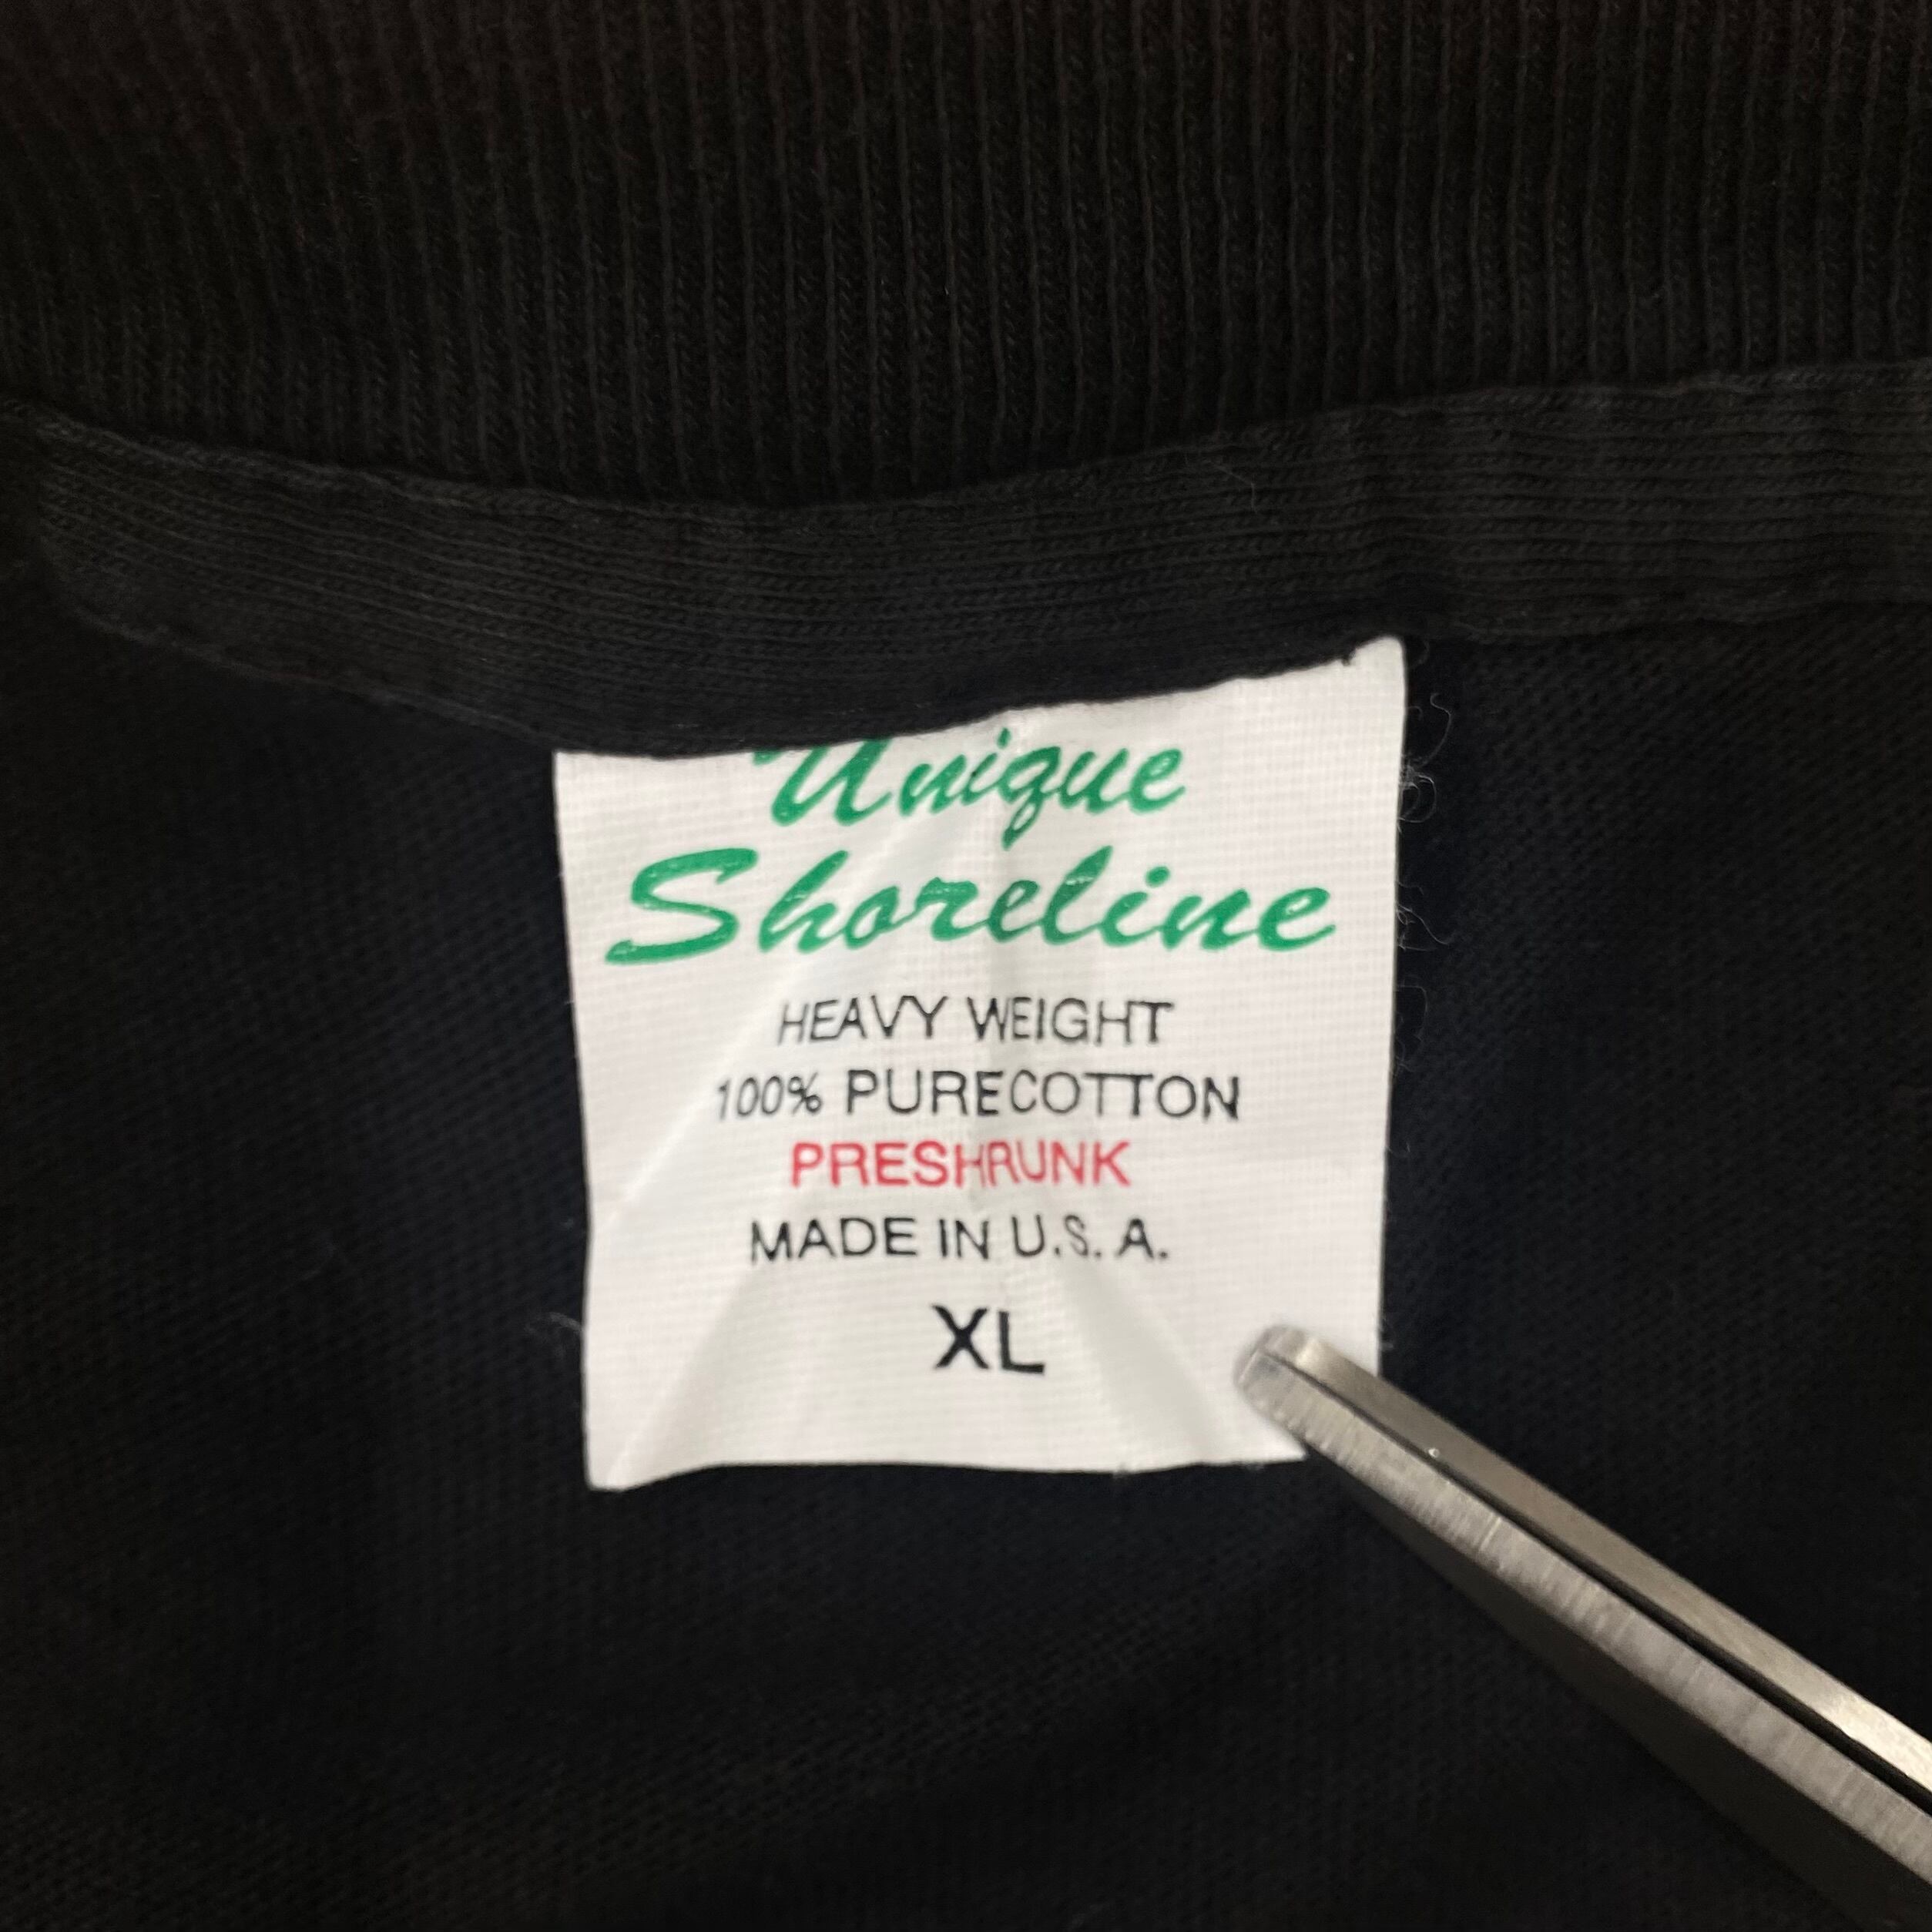 Unique
Shoreline
HEAVY WEIGHT
100% PURECOTTON
PRESHRUNK
MADE IN U.S. A.
XL